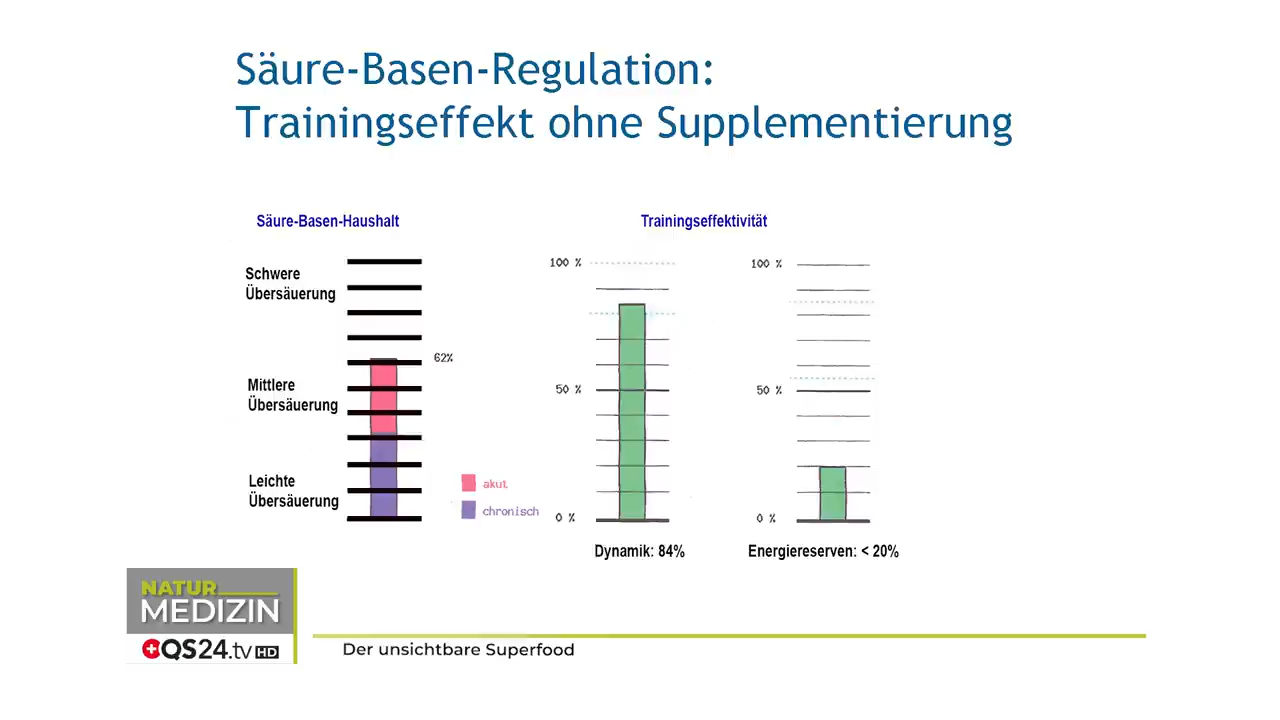 Säure-Basen-Regulation:
Trainingseffekt ohne Supplementierung
Säure-Basen-Haushalt
Schwere
Übersäuerung
62%
Mittlere
Übersäuerung
Leichte
Übersäuerung
akut
chronisch
Trainingseffektivität
100 %
50 %
0 %
Dynamik: 84%
100 %
50 %
0 %
Energiereserven: < 20%
NATUR
MEDIZIN
QS24.tv HD
Der unsichtbare Superfood